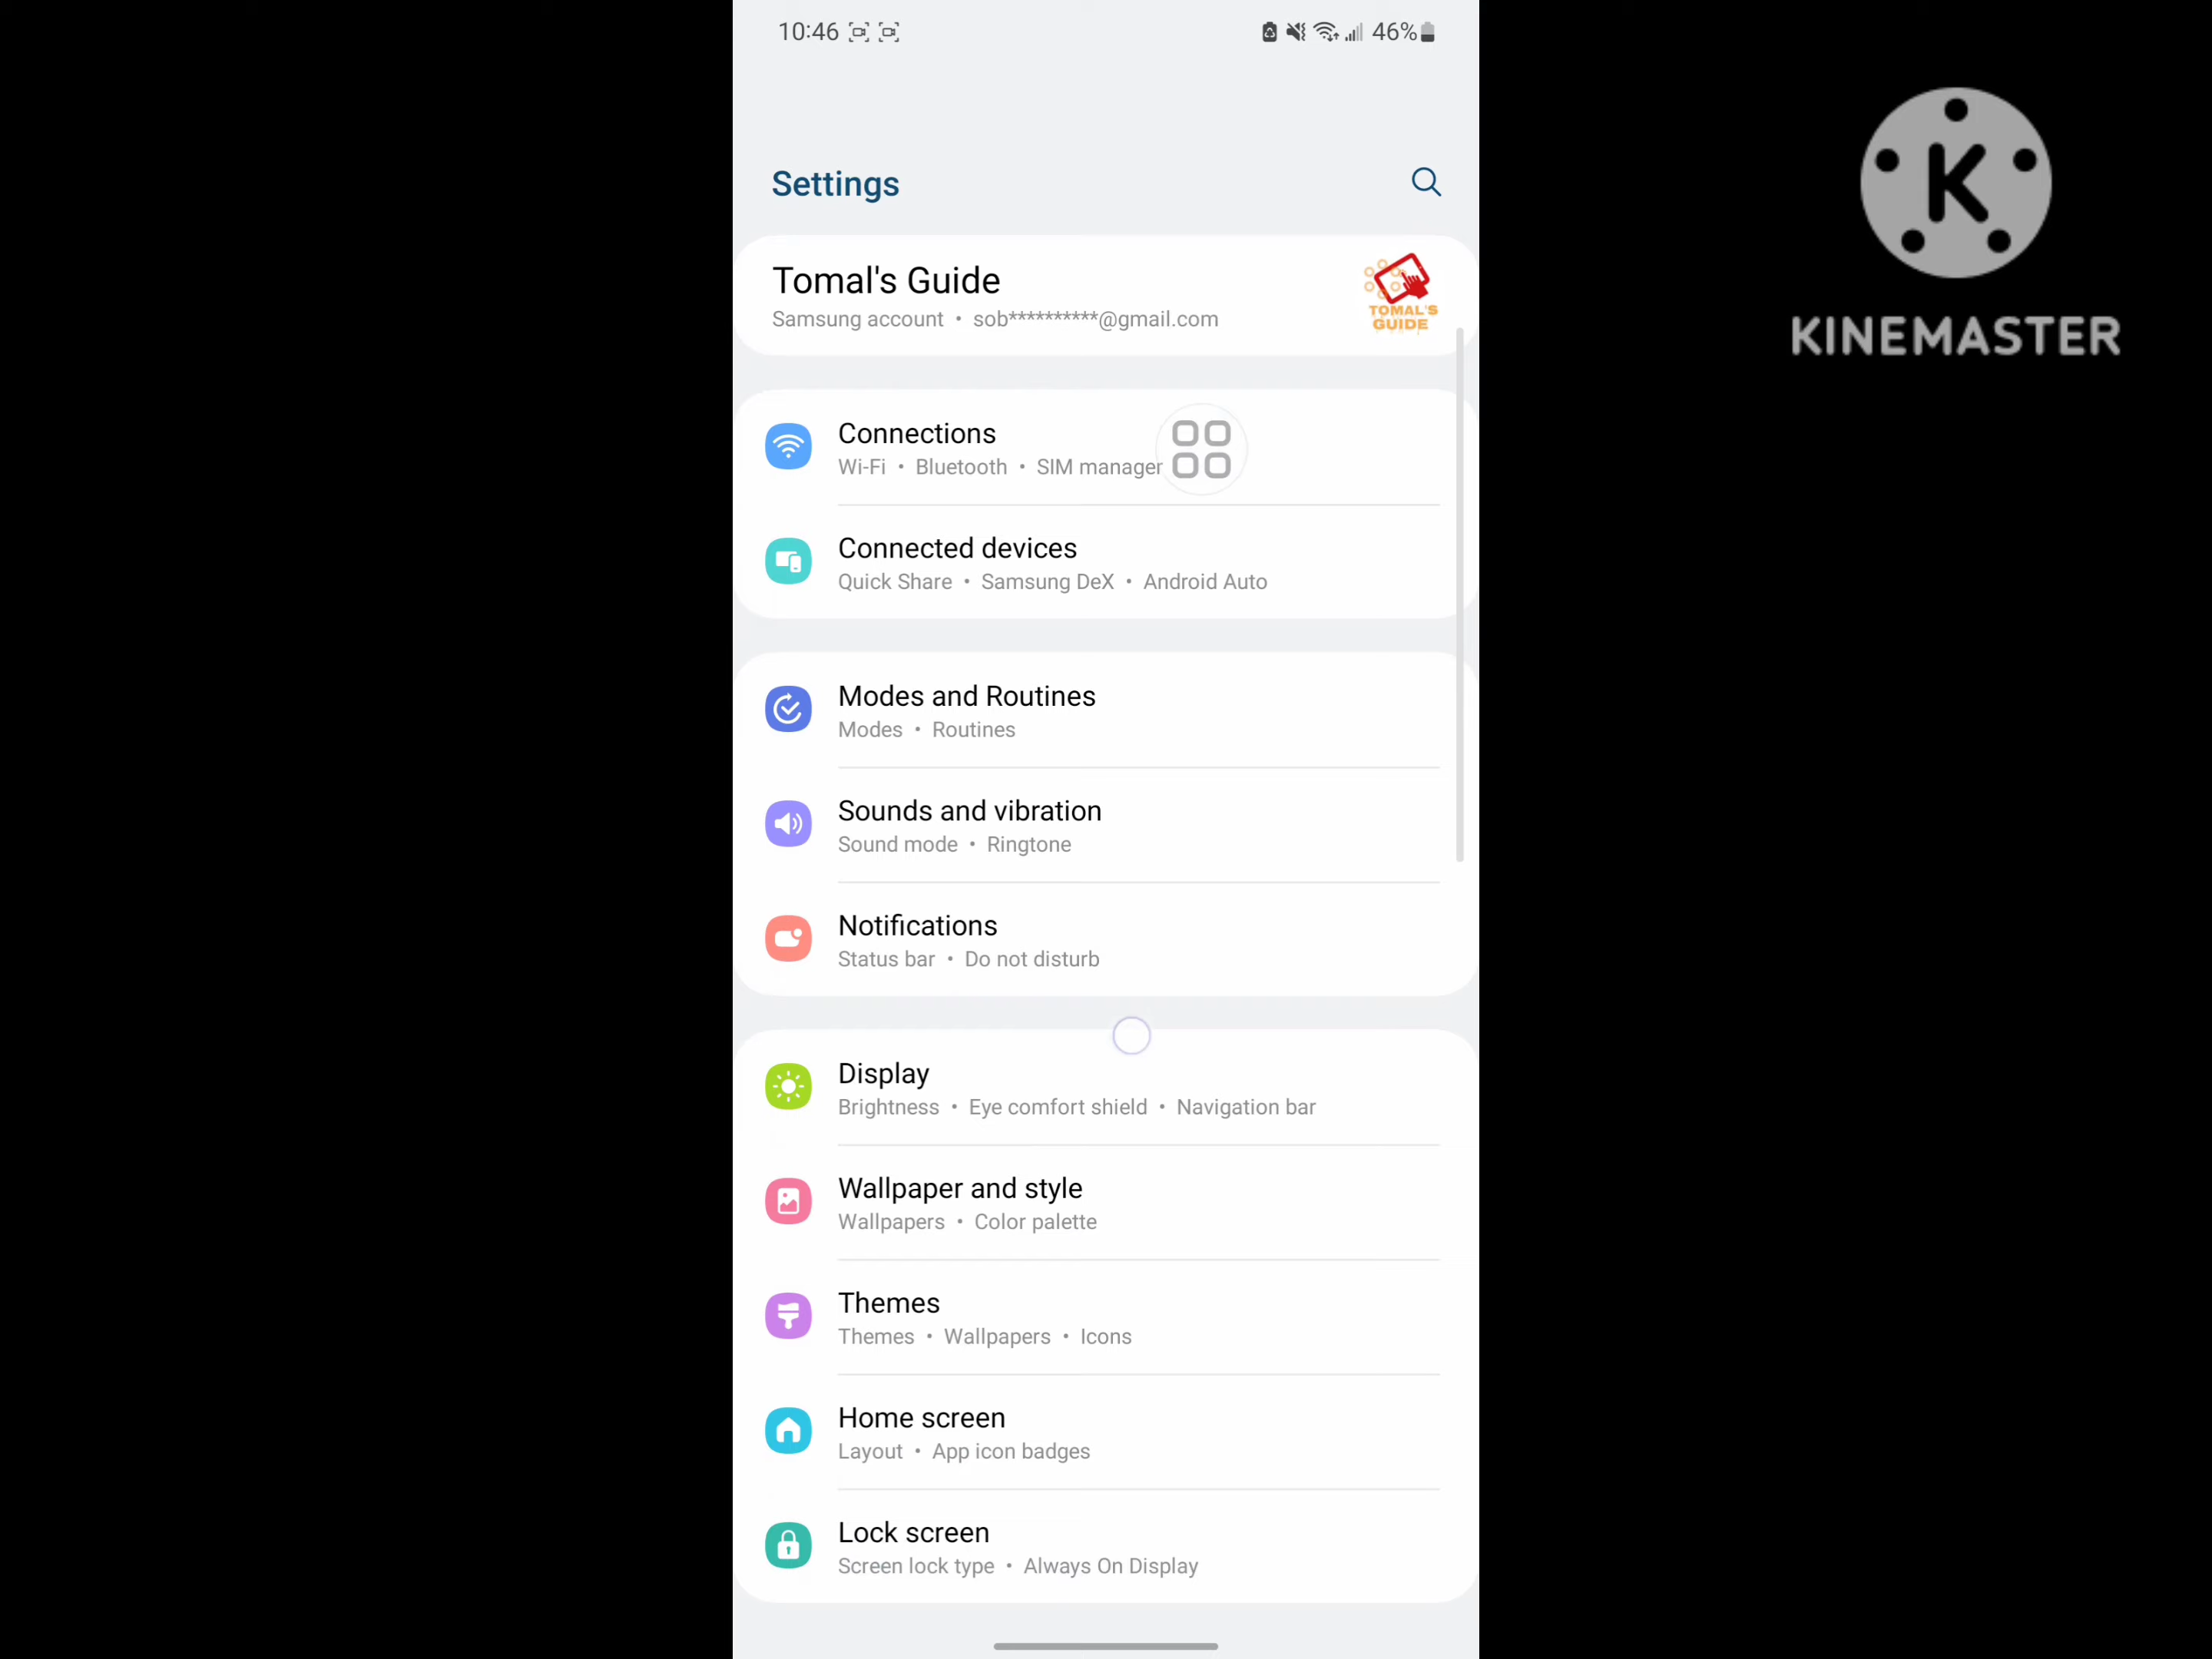 10:46
46%
K
KINEMASTER
Settings
Tomal's Guide
Samsung account • sob**********@gmail.com
TOMAL'S
GUIDE
Connections
Wi-Fi • Bluetooth • SIM manager
Connected devices
Quick Share • Samsung DeX • Android Auto
Modes and Routines
Modes • Routines
Sounds and vibration
Sound mode • Ringtone
Notifications
Status bar • Do not disturb
Display
Brightness • Eye comfort shield • Navigation bar
Wallpaper and style
Wallpapers • Color palette
Themes
Themes • Wallpapers • Icons
Home screen
Layout • App icon badges
Lock screen
Screen lock type • Always On Display